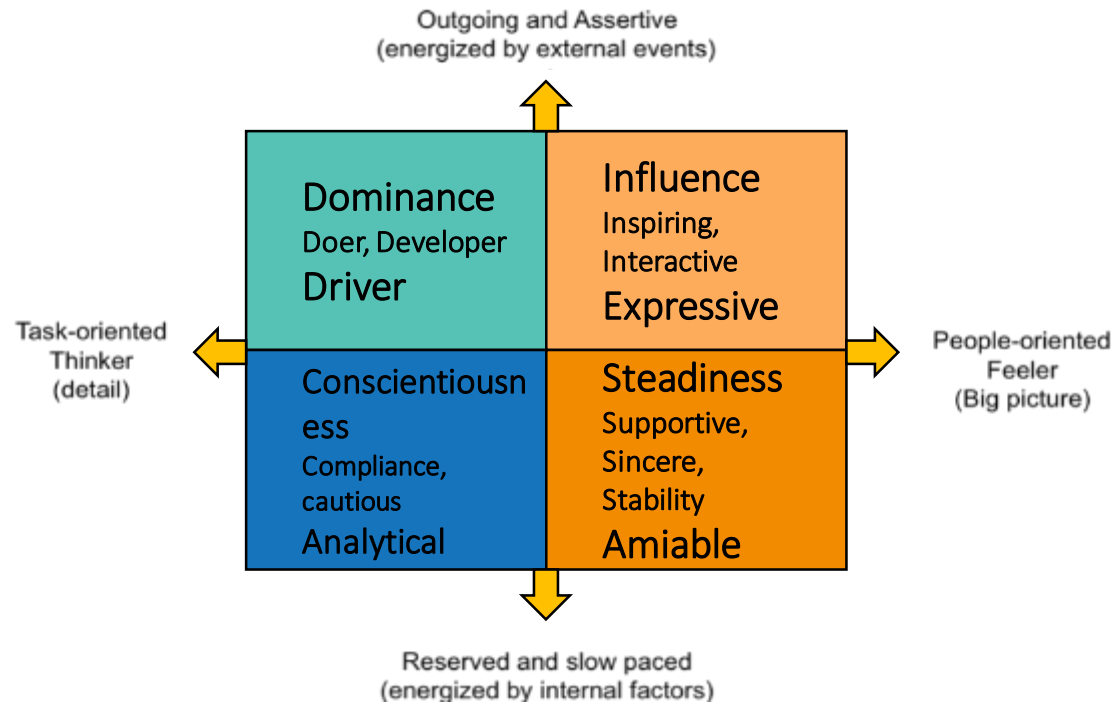 Outgoing and Assertive
(energized by external events)
Dominance
Doer, Developer
Driver
Influence
Inspiring,
Interactive
Expressive
Task-oriented
Thinker
(detail)
People-oriented
Feeler
(Big picture)
Conscientiousn
ess
Compliance,
cautious
Analytical
Steadiness
Supportive,
Sincere,
Stability
Amiable
Reserved and slow paced
(energized by internal factors)